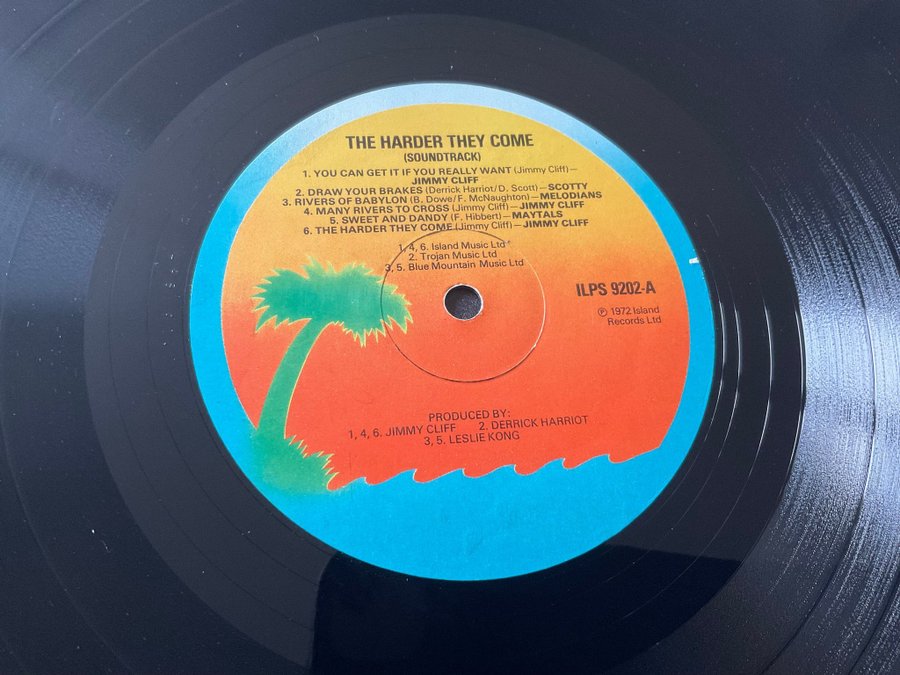 THE HARDER THEY COME
(SOUNDTRACK)
1. YOU CAN GET IT IF YOU REALLY WANT (Jimmy Cliff)—
JIMMY CLIFF
2. DRAW YOUR BRAKES (Derrick Harriot/D. Scott)—SCOTTY
3. RIVERS OF BABYLON (B. Dowe/F. McNaughton)—MELODIANS
4. MANY RIVERS TO CROSS (Jimmy Cliff)—JIMMY CLIFF
5. SWEET AND DANDY (F. Hibbert)—MAYTALS
6. THE HARDER THEY COME (Jimmy Cliff)—JIMMY CLIFF
1, 4, 6. Island Music Ltd
2. Trojan Music Ltd
3, 5. Blue Mountain Music Ltd
ILPS 9202-A
℗ 1972 Island
Records Ltd
PRODUCED BY:
1, 4, 6. JIMMY CLIFF 2. DERRICK HARRIOT
3, 5. LESLIE KONG